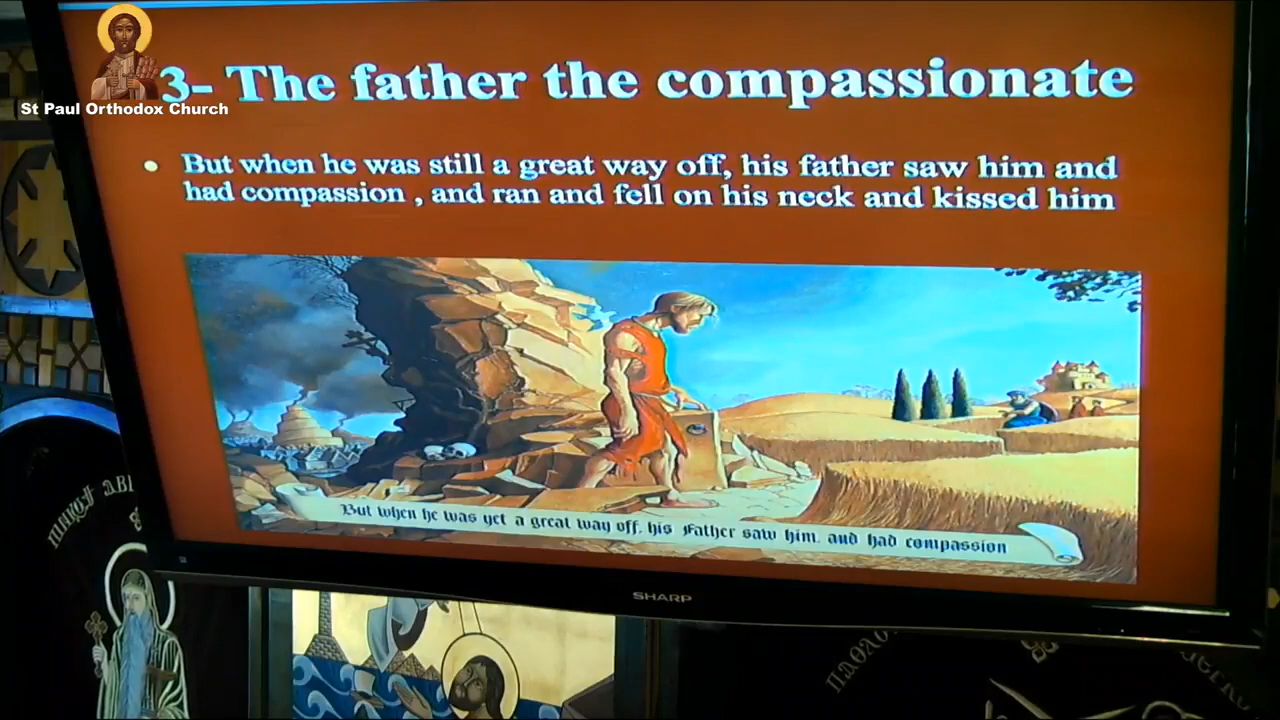 St Paul Orthodox Church
3- The father the compassionate
But when he was still a great way off, his father saw him and
had compassion , and ran and fell on his neck and kissed him
But when he was yet a great way off, his Father saw him, and had compassion
SHARP